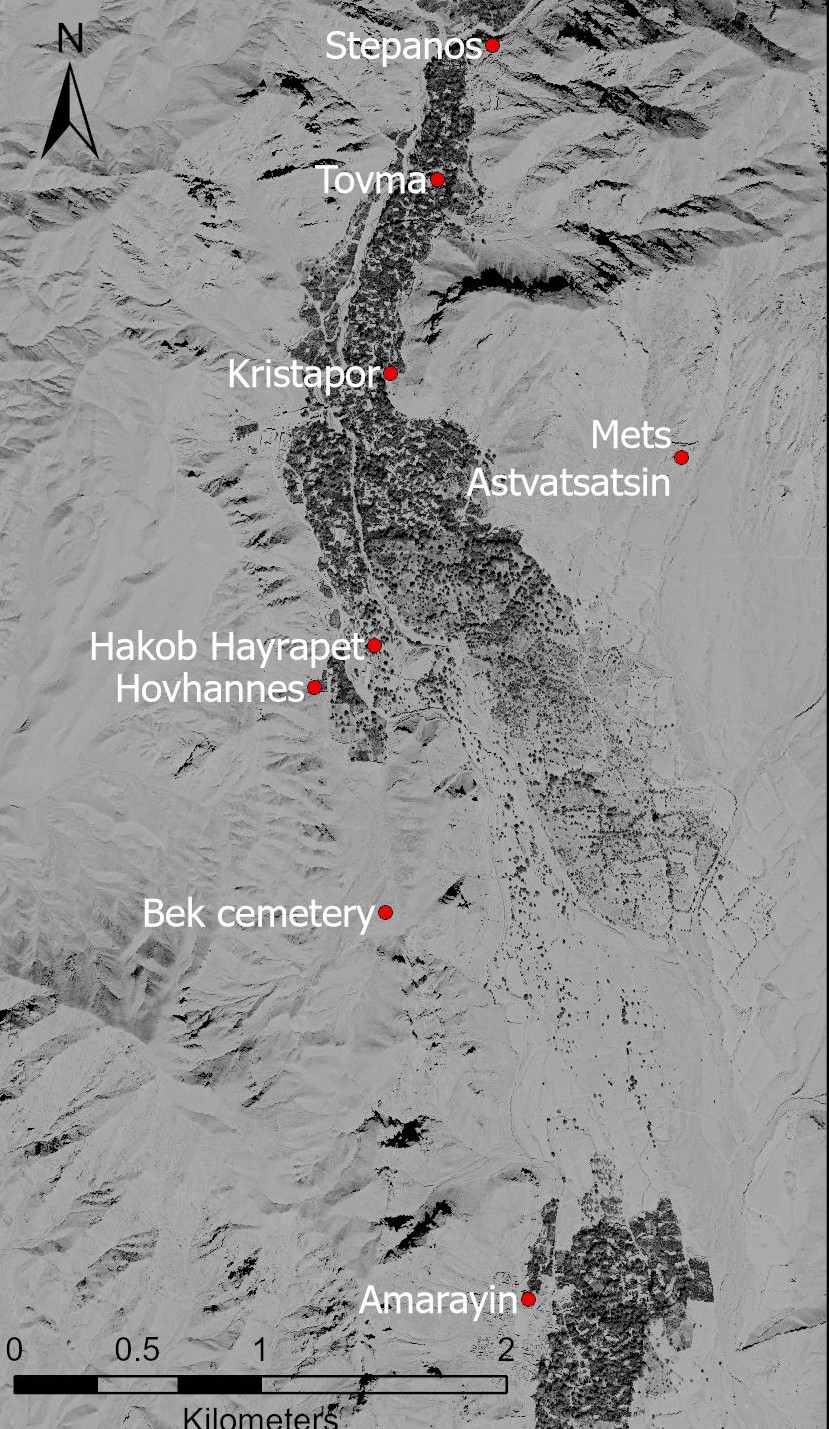 N
Stepanos
Tovma
Kristapor
Mets
Astvatsatsin
Hakob Hayrapet
Hovhannes
Bek cemetery
Amarayin
0 0.5 1 2
Kilometers